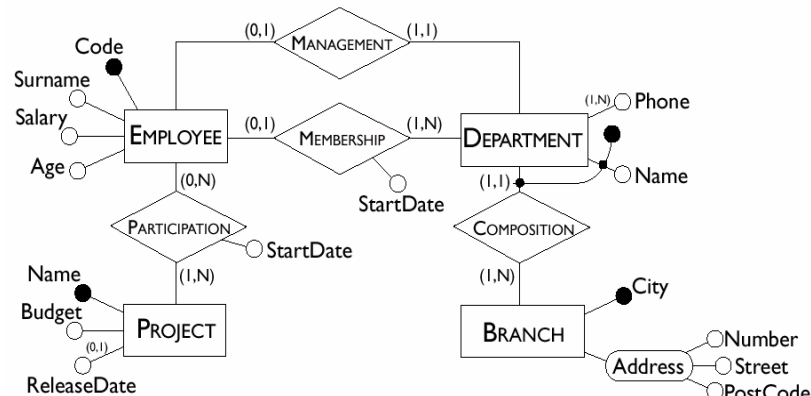 (0,1)
MANAGEMENT
(1,1)
Code
Surname
Salary
Age
EMPLOYEE
(0,1)
MEMBERSHIP
(1,N)
StartDate
DEPARTMENT
(1,N)
Phone
Name
(0,N)
PARTICIPATION
StartDate
(1,N)
(1,1)
COMPOSITION
(1,N)
Name
Budget
(0,1)
ReleaseDate
PROJECT
BRANCH
City
Address
Number
Street
PostCode